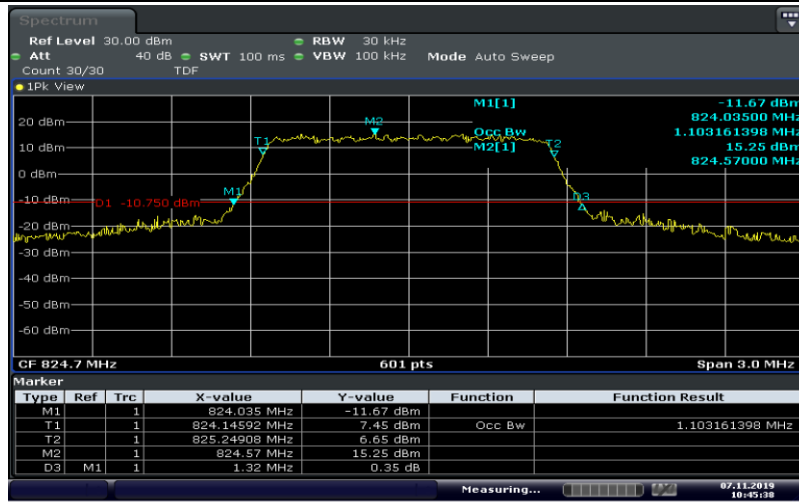 Spectrum
Ref Level 30.00 dBm RBW 30 kHz
Att 40 dB SWT 100 ms VBW 100 kHz Mode Auto Sweep
Count 30/30 TDF
1Pk View
M1[1] -11.67 dBm
824.03500 MHz
Occ Bw 1.103161398 MHz
M2[1] 15.25 dBm
824.57000 MHz
20 dBm
10 dBm
0 dBm
-10 dBm
-20 dBm
-30 dBm
-40 dBm
-50 dBm
-60 dBm
D1 -10.750 dBm
M1
T1
M2
T2
D3
CF 824.7 MHz 601 pts Span 3.0 MHz
Marker
Type Ref Trc X-value Y-value Function Function Result
M1 1 824.035 MHz -11.67 dBm
T1 1 824.14592 MHz 7.45 dBm Occ Bw 1.103161398 MHz
T2 1 825.24908 MHz 6.65 dBm
M2 1 824.57 MHz 15.25 dBm
D3 M1 1 1.32 MHz 0.35 dB
Measuring... 07.11.2019
10:45:38